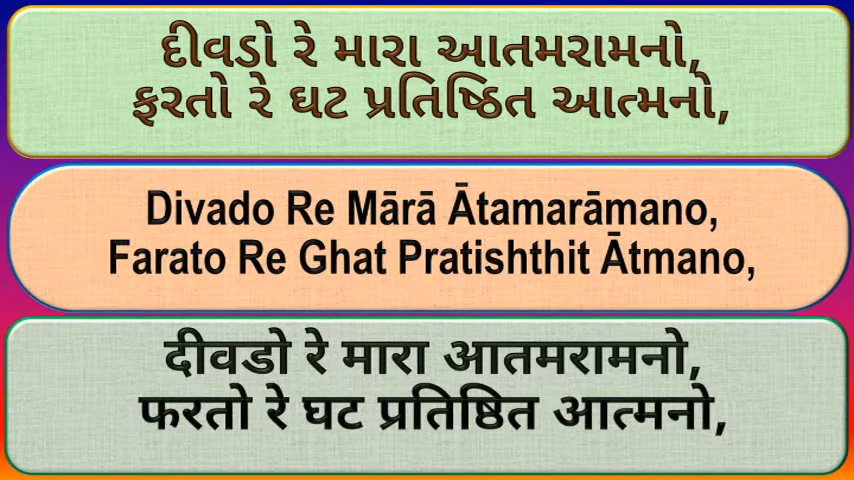 દીવડો રે મારા આતમરામનો,
ફરતો રે ઘટ પ્રતિષ્ઠિત આત્મનો,
Divado Re Mārā Ātamarāmano,
Farato Re Ghat Pratishthit Ātmano,
दीवडो रे मारा आतमरामनो,
फरतो रे घट प्रतिष्ठित आत्मनो,